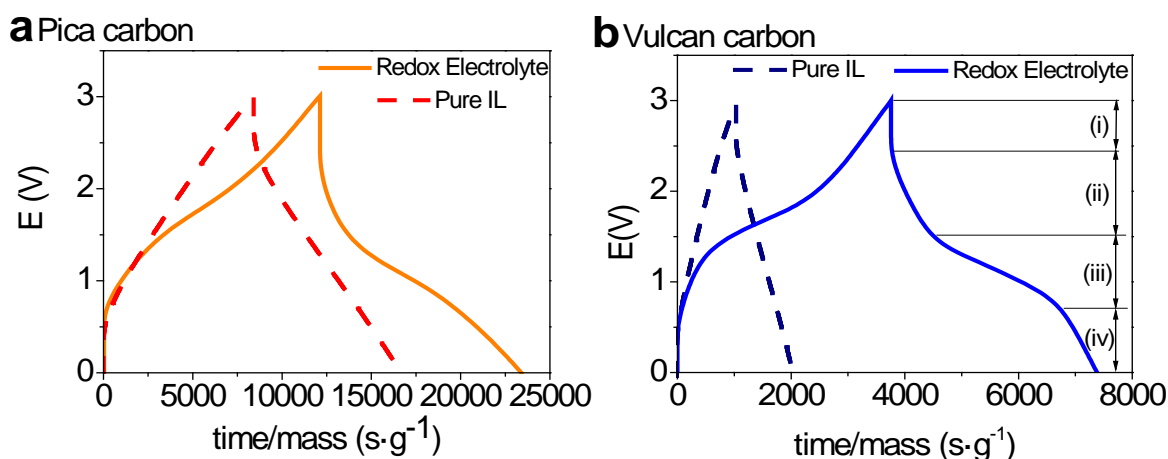 a Pica carbon
Redox Electrolyte
Pure IL
3
2
1
0
E (V)
0 5000 10000 15000 20000 25000
time/mass (s·g⁻¹)
b Vulcan carbon
Pure IL Redox Electrolyte
3
2
1
0
E(V)
(i)
(ii)
(iii)
(iv)
0 2000 4000 6000 8000
time/mass (s·g⁻¹)